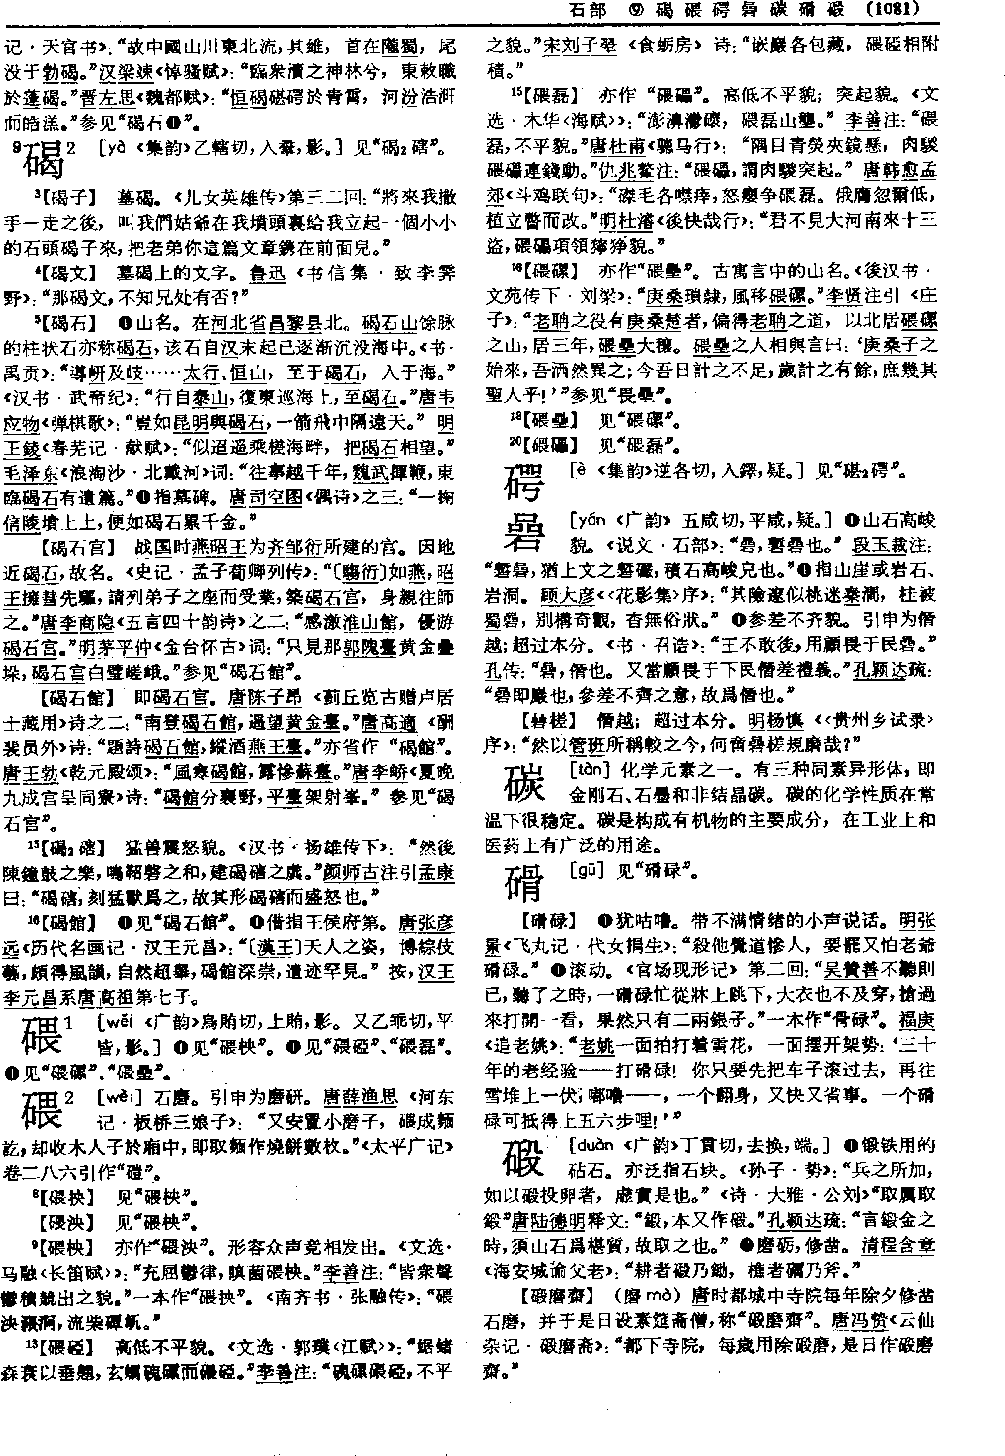 石部 ⑨ 碣 碨 碍 碞 碳 磆 碫 (1081)
记·天官书》：“故中國山川東北流，其維，首在隴蜀，尾
没于勃碣。”汉梁竦《悼骚赋》：“臨衆瀆之神林兮，東敕職
於蓬碣。”晋左思《魏都赋》：“恒碣碪礒於青霄，河汾浩涆
而皓溔。”参见“碣石❶”。
9碣2 [yà《集韵》乙辖切，入舝，影。] 见“碣2磍”。
3【碣子】 墓碣。《儿女英雄传》第三二回：“將來我撤
手一走之後，叫我們姑爺在我墳頭裏给我立起一個小小
的石頭碣子來，把老弟你這篇文章鐫在前面兒。”
4【碣文】 墓碣上的文字。鲁迅《书信集·致李霁
野》：“那碣文，不知兄处有否？”
5【碣石】 ❶山名。在河北省昌黎县北。碣石山馀脉
的柱状石亦称碣石，该石自汉末起已逐渐沉没海中。《书·
禹贡》：“導岍及岐……太行、恒山，至于碣石，入于海。”
《汉书·武帝纪》：“行自泰山，復東巡海上，至碣石。”唐韦
应物《弹棋歌》：“豈如昆明與碣石，一箭飛中隔遠天。”明
王錂《春芜记·献赋》：“似迢遥乘槎海畔，把碣石相望。”
毛泽东《浪淘沙·北戴河》词：“往事越千年，魏武揮鞭，東
臨碣石有遺篇。”❷指墓碑。唐司空图《偶诗》之三：“一掬
信陵墳上土，便如碣石累千金。”
【碣石宫】 战国时燕昭王为齐邹衍所建的宫。因地
近碣石，故名。《史记·孟子荀卿列传》：“〔騶衍〕如燕，昭
王擁彗先驅，請列弟子之座而受業，築碣石宫，身親往師
之。”唐李商隐《五言四十韵诗》之二：“感激淮山館，優游
碣石宫。”明茅平仲《金台怀古》词：“只見那郭隗臺黄金壘
垛，碣石宫白璧嵯峨。”参见“碣石館”。
【碣石館】 即碣石宫。唐陈子昂《蓟丘览古赠卢居
士藏用》诗之二：“南登碣石館，遥望黄金臺。”唐高適《酬
裴员外》诗：“題詩碣石館，縱酒燕王臺。”亦省作“碣館”。
唐王勃《乾元殿颂》：“風寒碣館，露慘蘇臺。”唐李峤《夏晚
九成宫呈同寮》诗：“碣館分襄野，平臺架射峯。”参见“碣
石宫”。
13【碣2磍】 猛兽震怒貌。《汉书·扬雄传下》：“然後
陳鐘鼓之樂，鳴鞀磬之和，建碣磍之虡。”颜师古注引孟康
曰：“碣磍，刻猛獸爲之，故其形碣磍而盛怒也。”
16【碣館】 ❶见“碣石館”。❷借指王侯府第。唐张彦
远《历代名画记·汉王元昌》：“〔漢王〕天人之姿，博綜伎
藝，頗得風韻，自然超舉，碣館深崇，遺迹罕見。”按，汉王
李元昌系唐高祖第七子。
碨1 [wěi《广韵》烏賄切，上賄，影。又乙乖切，平
皆，影。] ❶见“碨柍”。❷见“碨硊”、“碨磊”。
❸见“碨磥”、“碨壘”。
碨2 [wèi] 石磨。引申为磨研。唐薛渔思《河东
记·板桥三娘子》：“又安置小磨子，碨成麵
訖，却收木人子於廂中，即取麵作燒餅數枚。”《太平广记》
卷二八六引作“磑”。
8【碨抰】 见“碨柍”。
【碨泱】 见“碨柍”。
9【碨柍】 亦作“碨泱”。形容众声竞相发出。《文选·
马融〈长笛赋〉》：“充屈鬱律，瞋菌碨柍。”李善注：“皆衆聲
鬱積競出之貌。”一本作“碨抰”。《南齐书·张融传》：“碨
泱
13【碨硊】 高低不平貌。《文选·郭璞〈江赋〉》：“蜛蝫
森衰以垂翹，玄蠣磈磥而碨硊。”李善注：“磈磥碨硊，不平
之貌。”宋刘子翚《食蛎房》诗：“嵌巖各包藏，碨硊相附
積。”
15【碨磊】 亦作“碨礧”。高低不平貌；突起貌。《文
选·木华〈海赋〉》：“澎濞灪礇，碨磊山壟。”李善注：“碨
磊，不平貌。”唐杜甫《骢马行》：“隅目青熒夾鏡懸，肉駿
碨礧連錢動。”仇兆鳌注：“碨礧，謂肉駿突起。”唐韩愈孟
郊《斗鸡联句》：“磔毛各噤痒，怒癭争碨磊。俄膺忽爾低，
植立瞥而改。”明杜濬《後快哉行》：“君不見大河南來十三
盗，碨礧項領獰猙貌。”
16【碨磥】 亦作“碨壘”。古寓言中的山名。《後汉书·
文苑传下·刘梁》：“庚桑瑣隸，風移碨磥。”李贤注引《庄
子》：“老聃之役有庚桑楚者，偏得老聃之道，以北居碨磥
之山，居三年，碨壘大穰。碨壘之人相與言曰：‘庚桑子之
始來，吾洒然異之；今吾日計之不足，歲計之有餘，庶幾其
聖人乎！’”参见“畏壘”。
18【碨壘】 见“碨磥”。
20【碨礧】 见“碨磊”。
碍 [è《集韵》逆各切，入鐸，疑。] 见“碪2碍”。
碞 [yán《广韵》五咸切，平咸，疑。] ❶山石高峻
貌。《说文·石部》：“碞，磛碞也。”段玉裁注：
“磛碞，猶上文之磛礹，積石高峻皃也。”❷指山崖或岩石、
岩洞。顾大彦《〈花影集〉序》：“其險邃似桃迷秦澗，桂被
蜀碞，别構奇觀，杳無俗狀。”❸参差不齐貌。引申为僭
越；超过本分。《书·召诰》：“王不敢後，用顧畏于民碞。”
孔传：“碞，僭也。又當顧畏于下民僭差禮義。”孔颖达疏：
“碞即巖也，參差不齊之意，故爲僭也。”
【碞槎】 僭越；超过本分。明杨慎《〈贵州乡试录〉
序》：“然以管班所稱較之今，何啻碞槎規磨哉？”
碳 [tàn] 化学元素之一。有三种同素异形体，即
金刚石、石墨和非结晶碳。碳的化学性质在常
温下很稳定。碳是构成有机物的主要成分，在工业上和
医药上有广泛的用途。
磆 [gū] 见“磆碌”。
【磆碌】 ❶犹咕噜。带不满情绪的小声说话。明张
景《飞丸记·代女捐生》：“殺他覺道慘人，要罷又怕老爺
磆碌。”❷滚动。《官场现形记》第二回：“吴贊善不聽則
已，聽了之時，一磆碌忙從牀上跳下，大衣也不及穿，搶過
來打開一看，果然只有二兩銀子。”一本作“骨碌”。福庚
《追老姚》：“老姚一面拍打着雪花，一面摆开架势：‘三十
年的老经验——打磆碌！你只要先把车子滚过去，再往
雪堆上一伏，嘟噜——，一个翻身，又快又省事。一个磆
碌可抵得上五六步哩！’”
碫 [duàn《广韵》丁貫切，去换，端。] ❶锻铁用的
砧石。亦泛指石块。《孙子·势》：“兵之所加，
如以碫投卵者，虚實是也。”《诗·大雅·公刘》“取厲取
鍛”唐陆德明释文：“鍛，本又作碫。”孔颖达疏：“言鍛金之
時，須山石爲椹質，故取之也。”❷磨砺，修凿。清程含章
《海安城谕父老》：“耕者碫乃鋤，樵者礪乃斧。”
【碫磨齋】 （磨mò）唐时都城中寺院每年除夕修凿
石磨，并于是日设素筵斋僧，称“碫磨齋”。唐冯贽《云仙
杂记·碫磨斋》：“都下寺院，每歲用除碫磨，是日作碫磨
齋。”